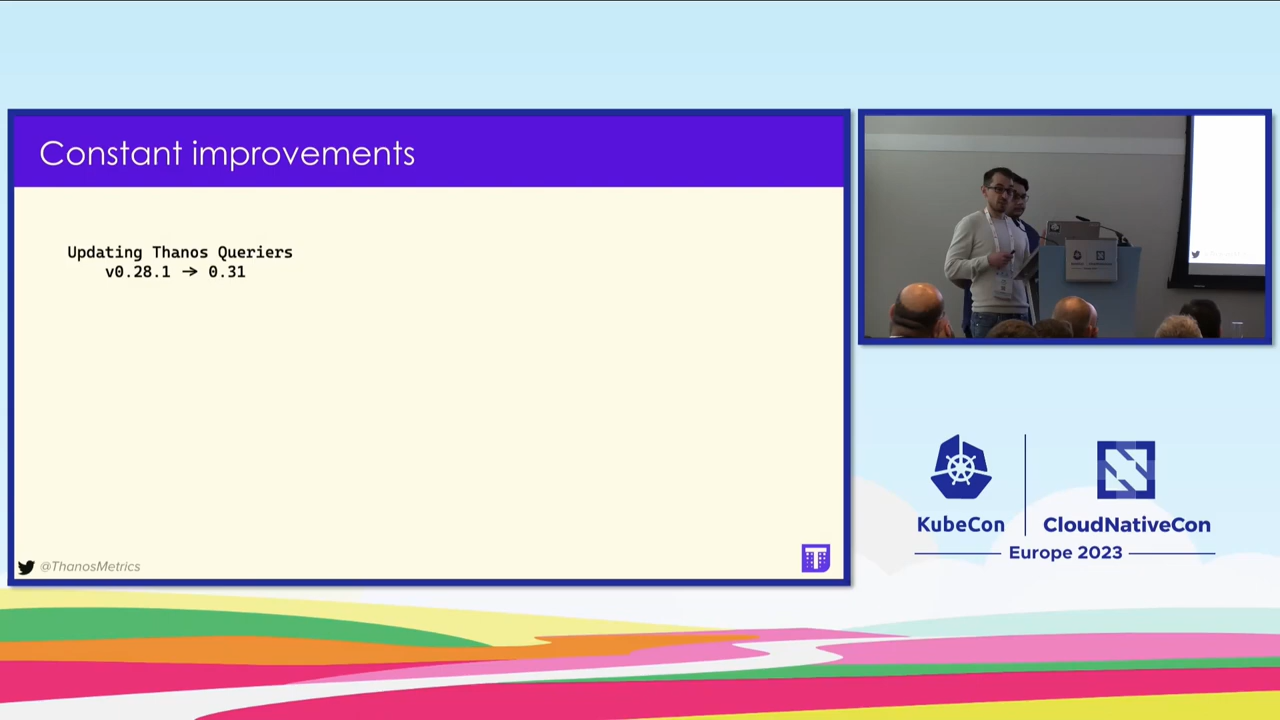 Constant improvements
Updating Thanos Queriers
v0.28.1 → 0.31
@ThanosMetrics
KubeCon
CloudNativeCon
Europe 2023